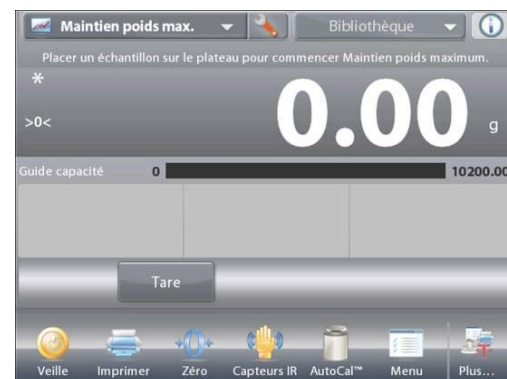 Maintien poids max. Bibliothèque
Placer un échantillon sur le plateau pour commencer Maintien poids maximum.
*
>0<
0.00 g
Guide capacité 0 10200.00
Tare
Veille Imprimer Zéro Capteurs IR AutoCal™ Menu Plus...